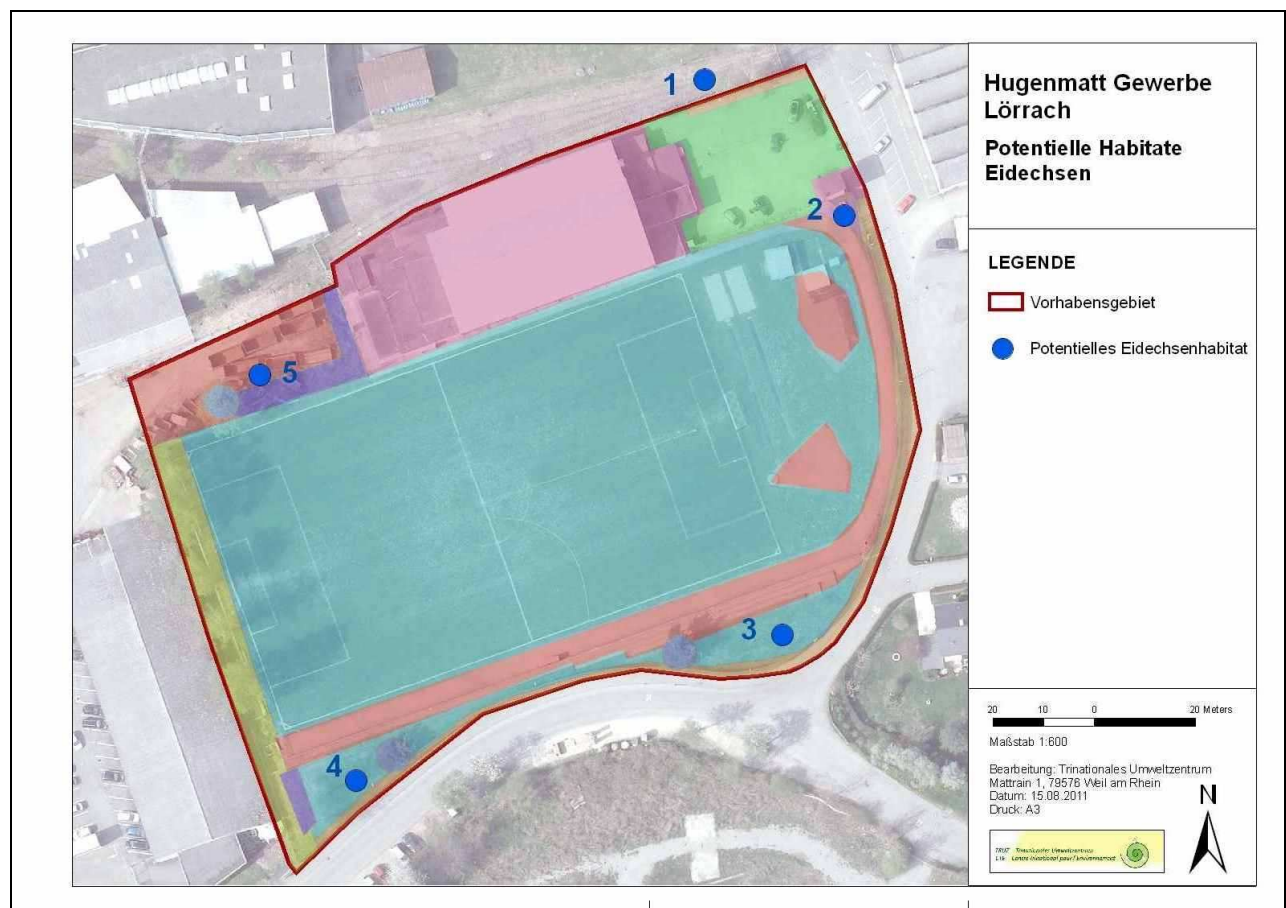 Hugenmatt Gewerbe
Lörrach
Potentielle Habitate
Eidechsen
LEGENDE
Vorhabensgebiet
Potentielles Eidechsenhabitat
1
2
5
3
4
20 10 0 20 Meters
Maßstab 1:600
Bearbeitung: Trinationales Umweltzentrum
Mattrain 1, 79576 Weil am Rhein
Datum: 15.08.2011
Druck: A3
N
Trinationales Umweltzentrum